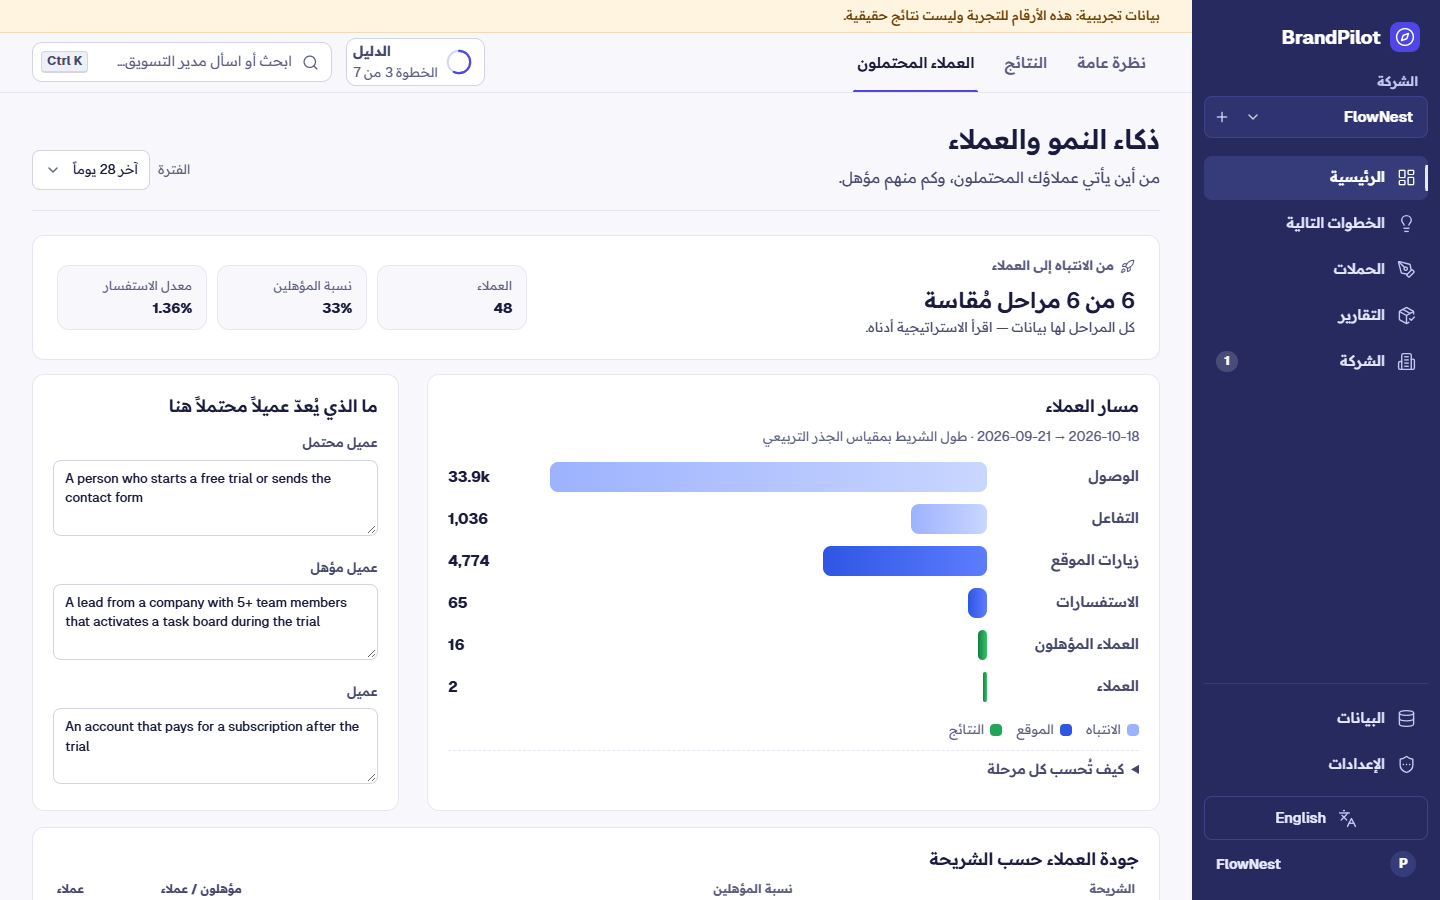 بيانات تجريبية: هذه الأرقام للتجربة وليست نتائج حقيقية.
BrandPilot
الشركة
FlowNest
الرئيسية
الخطوات التالية
الحملات
التقارير
الشركة
1
البيانات
الإعدادات
English
P
FlowNest
نظرة عامة
النتائج
العملاء المحتملون
الدليل
الخطوة 3 من 7
ابحث أو اسأل مدير التسويق...
Ctrl K
ذكاء النمو والعملاء
من أين يأتي عملاؤك المحتملون، وكم منهم مؤهل.
الفترة
آخر 28 يوماً
من الانتباه إلى العملاء
6 من 6 مراحل مُقاسة
كل المراحل لها بيانات — اقرأ الاستراتيجية أدناه.
العملاء
48
نسبة المؤهلين
33%
معدل الاستفسار
1.36%
مسار العملاء
2026-09-21 → 2026-10-18 · طول الشريط بمقياس الجذر التربيعي
الوصول
33.9k
التفاعل
1,036
زيارات الموقع
4,774
الاستفسارات
65
العملاء المؤهلون
16
العملاء
2
الانتباه
الموقع
النتائج
كيف تُحسب كل مرحلة
ما الذي يُعدّ عميلاً محتملاً هنا
عميل محتمل
A person who starts a free trial or sends the
contact form
عميل مؤهل
A lead from a company with 5+ team members
that activates a task board during the trial
عميل
An account that pays for a subscription after the
trial
جودة العملاء حسب الشريحة
الشريحة
نسبة المؤهلين
مؤهلون / عملاء
عملاء